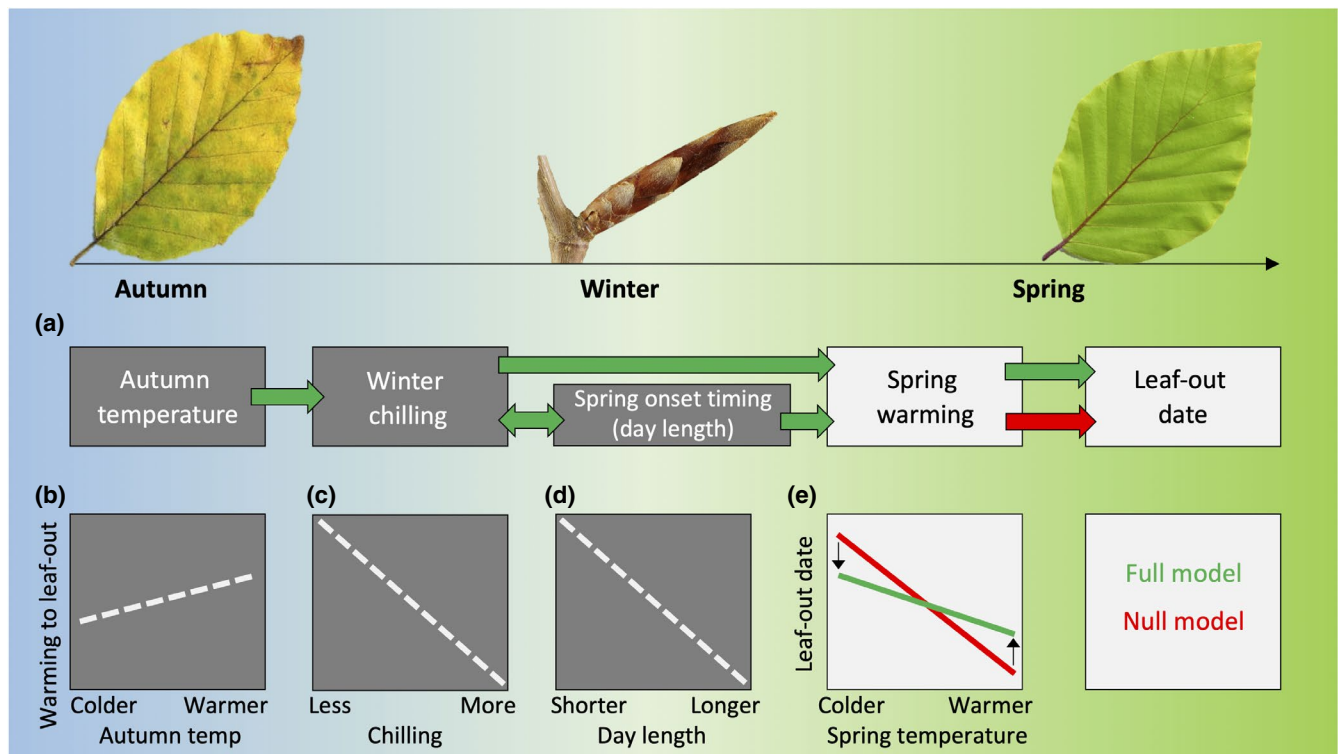 Autumn
Winter
Spring
(a)
Autumn
temperature
Winter
chilling
Spring onset timing
(day length)
Spring
warming
Leaf-out
date
(b)
(c)
(d)
(e)
Warming to leaf-out
Colder
Warmer
Autumn temp
Less
More
Chilling
Shorter
Longer
Day length
Leaf-out date
Colder
Warmer
Spring temperature
Full model
Null model